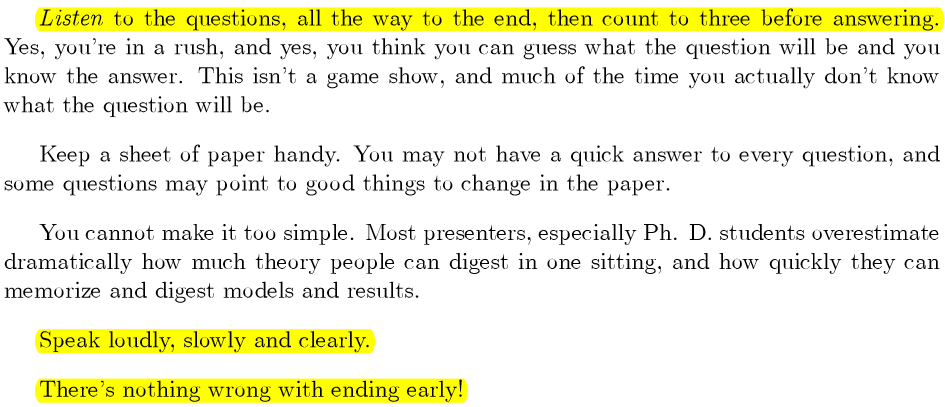 Listen to the questions, all the way to the end, then count to three before answering.
Yes, you're in a rush, and yes, you think you can guess what the question will be and you
know the answer. This isn't a game show, and much of the time you actually don't know
what the question will be.
Keep a sheet of paper handy. You may not have a quick answer to every question, and
some questions may point to good things to change in the paper.
You cannot make it too simple. Most presenters, especially Ph. D. students overestimate
dramatically how much theory people can digest in one sitting, and how quickly they can
memorize and digest models and results.
Speak loudly, slowly and clearly.
There's nothing wrong with ending early!